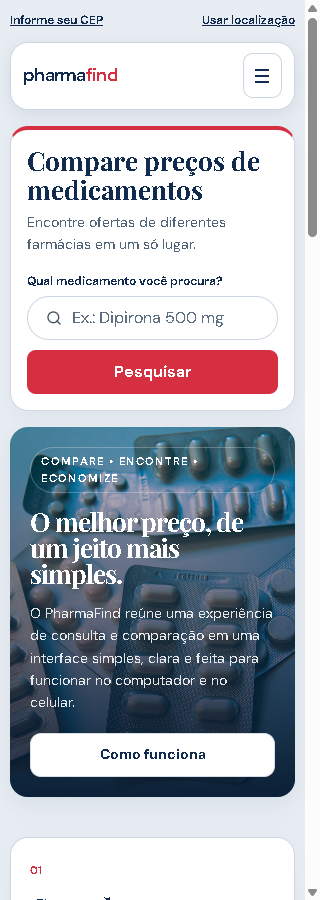 Informe seu CEP
Usar localização
pharmafind
Compare preços de
medicamentos
Encontre ofertas de diferentes
farmácias em um só lugar.
Qual medicamento você procura?
Ex.: Dipirona 500 mg
Pesquisar
COMPARE • ENCONTRE •
ECONOMIZE
O melhor preço, de
um jeito mais
simples.
O PharmaFind reúne uma experiência
de consulta e comparação em uma
interface simples, clara e feita para
funcionar no computador e no
celular.
Como funciona
01